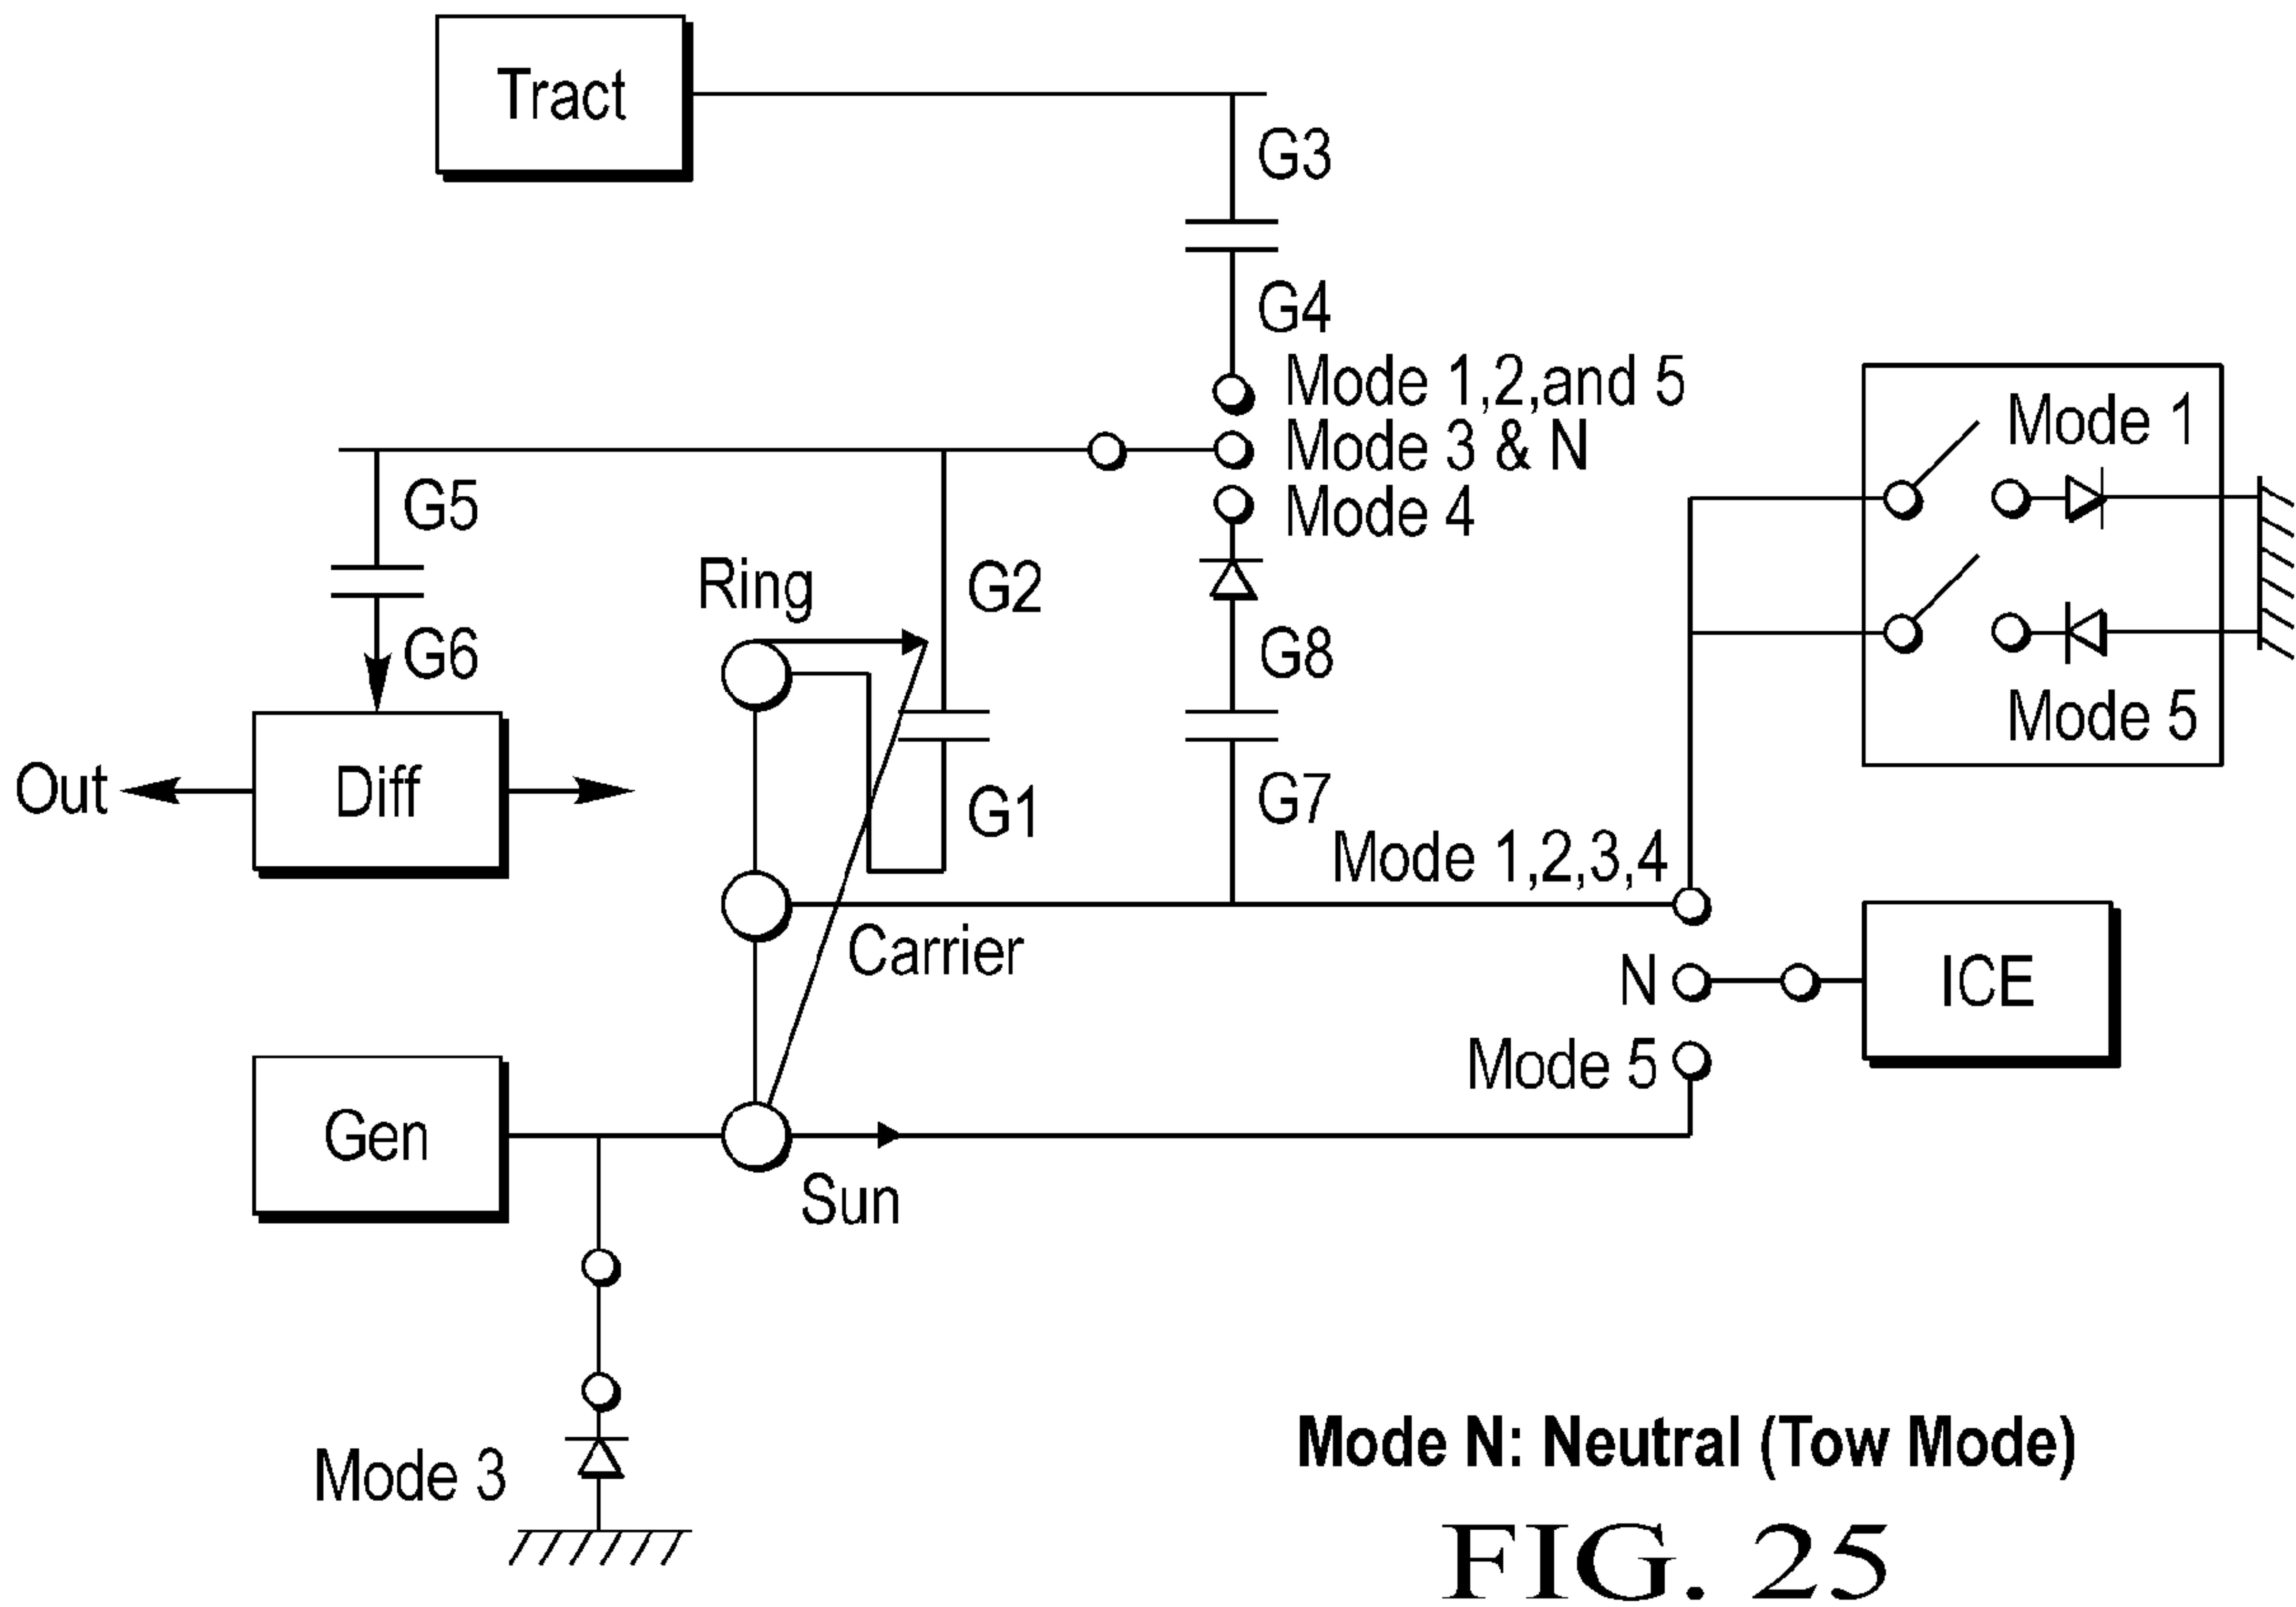 Tract
G3
G4
Mode 1,2,and 5
Mode 3 & N
Mode 4
Mode 1
G5
Ring
G2
G6
G8
Mode 5
Out
Diff
G1
G7
Mode 1,2,3,4
Carrier
N
ICE
Mode 5
Gen
Sun
Mode 3
Mode N: Neutral (Tow Mode)
FIG. 25